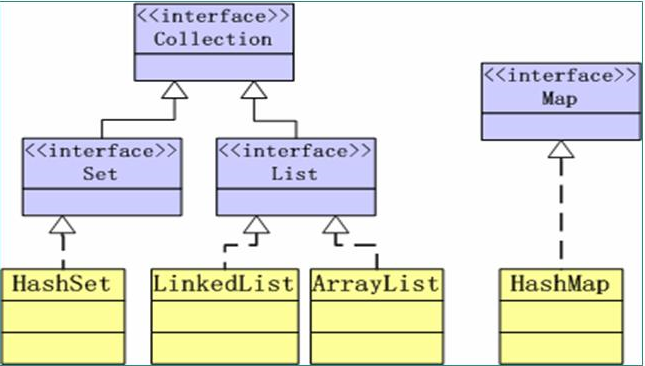 <<interface>>
Collection
<<interface>>
Map
<<interface>>
Set
<<interface>>
List
HashSet
LinkedList
ArrayList
HashMap